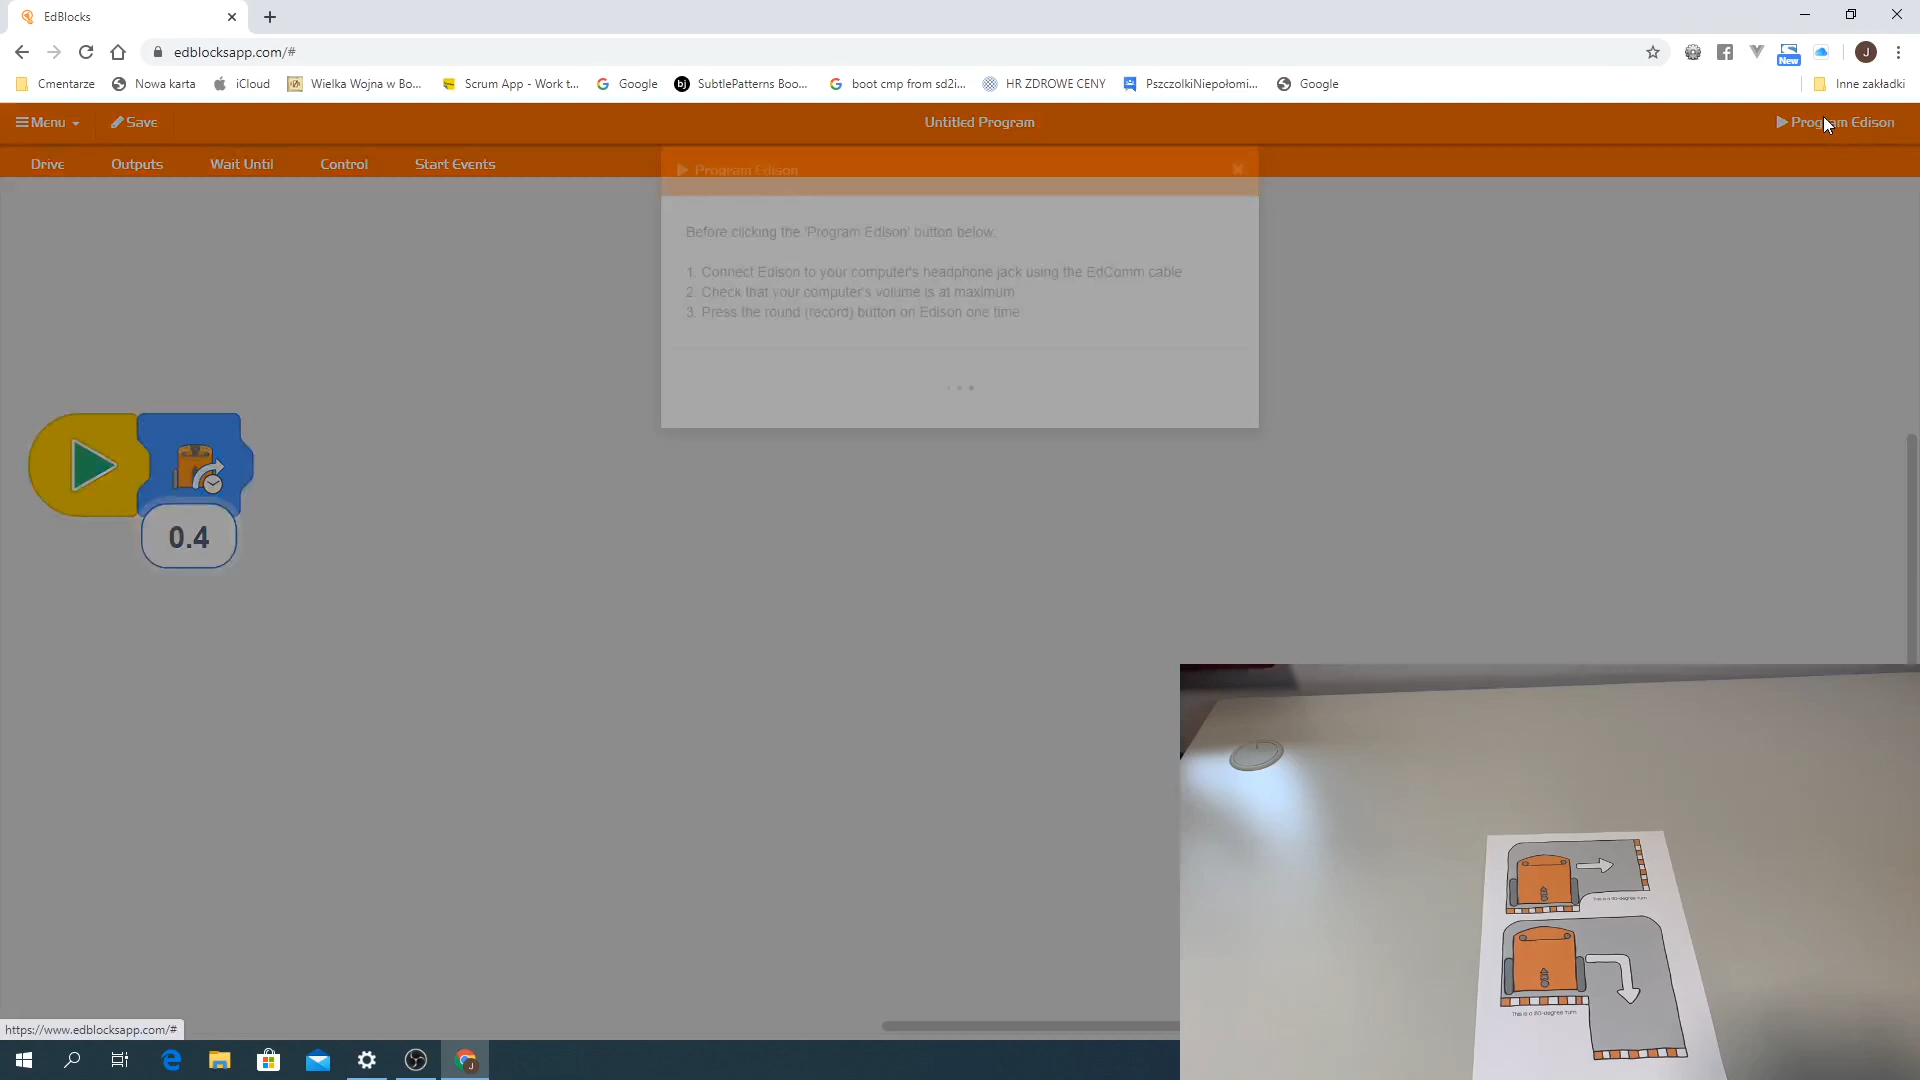 EdBlocks
edblocksapp.com/#
Cmentarze
Nowa karta
iCloud
Wielka Wojna w Bo...
Scrum App - Work t...
Google
SubtlePatterns Boo...
boot cmp from sd2i...
HR ZDROWE CENY
PszczolkiNiepołomi...
Google
Inne zakładki
New
J
Menu
Save
Untitled Program
Program Edison
Drive
Outputs
Wait Until
Control
Start Events
Program Edison
Before clicking the 'Program Edison' button below:
1. Connect Edison to your computer's headphone jack using the EdComm cable
2. Check that your computer's volume is at maximum
3. Press the round (record) button on Edison one time
0.4
https://www.edblocksapp.com/#
J